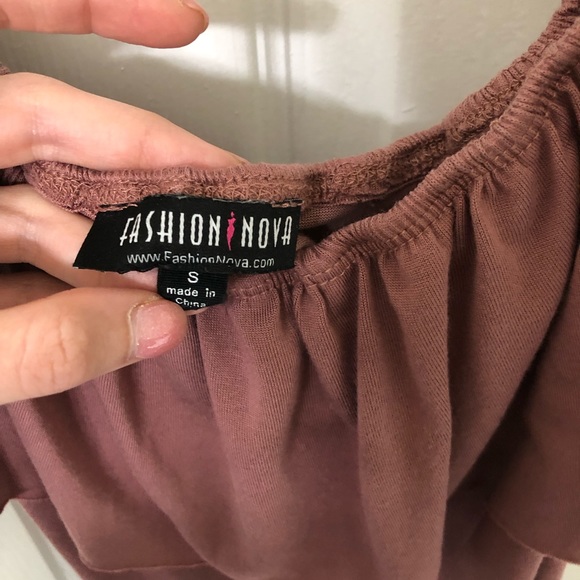 FASHION NOVA
www.FashionNova.com
S
made in
China